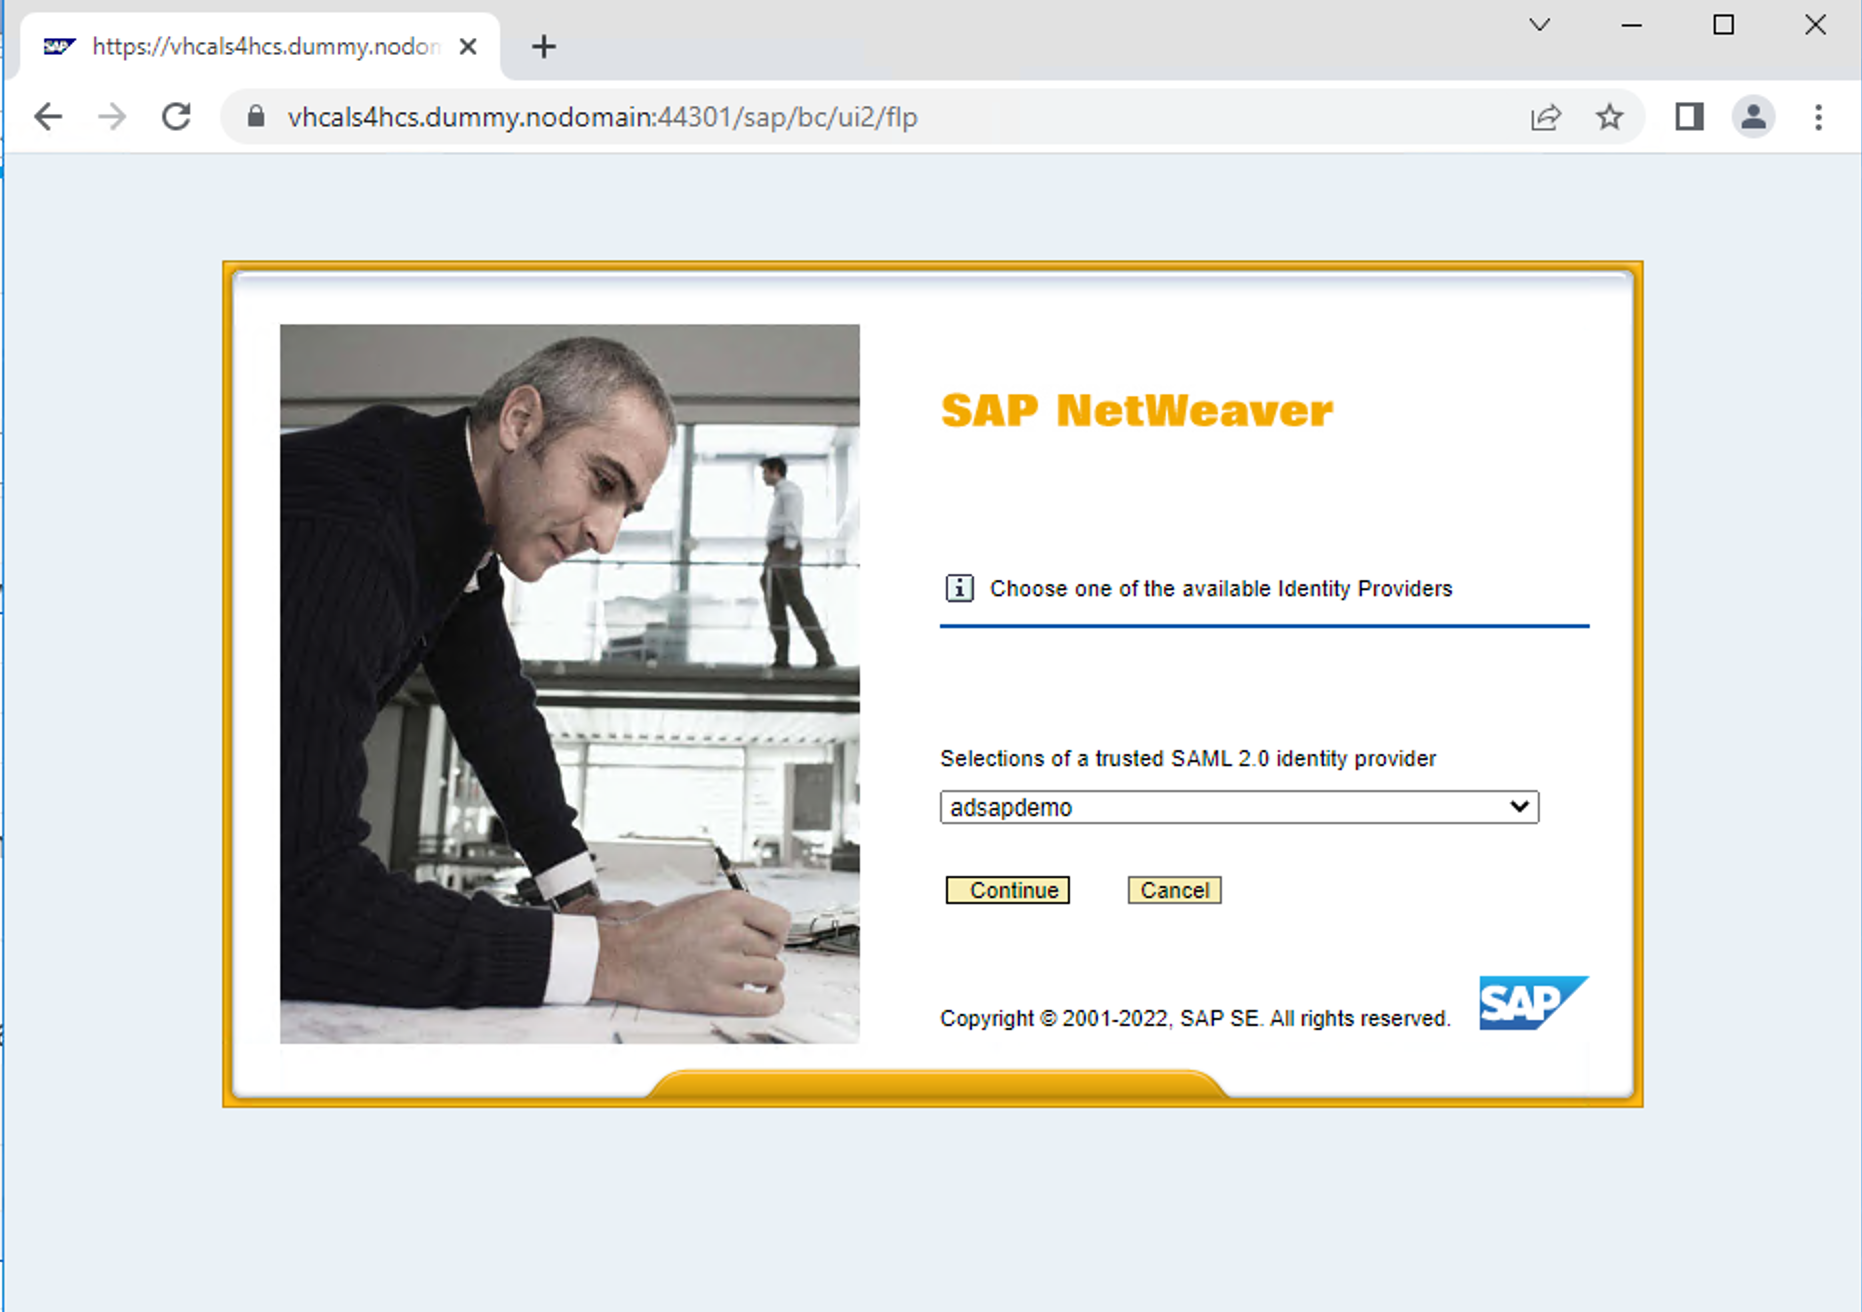 https://vhcals4hcs.dummy.nodon
vhcals4hcs.dummy.nodomain:44301/sap/bc/ui2/flp
SAP NetWeaver
Choose one of the available Identity Providers
Selections of a trusted SAML 2.0 identity provider
adsapdemo
Continue
Cancel
Copyright © 2001-2022, SAP SE. All rights reserved.
SAP